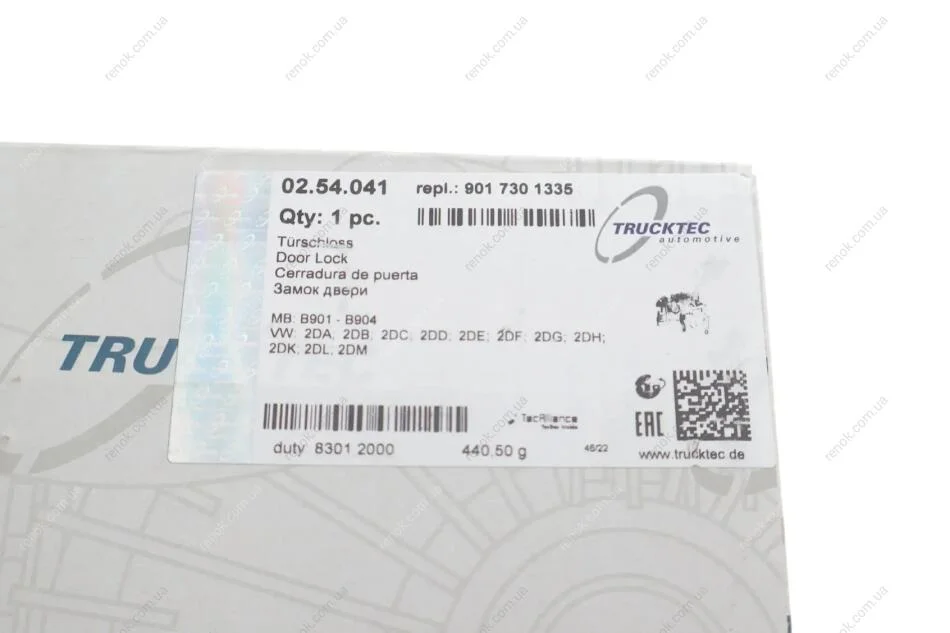 02.54.041 repl.: 901 730 1335
Qty: 1 pc.
TRUCKTEC
automotive
Türschloss
Door Lock
Cerradura de puerta
Замок двери
MB: B901 - B904
VW: 2DA; 2DB; 2DC; 2DD; 2DE; 2DF; 2DG; 2DH;
2DK; 2DL; 2DM
TRU
TecAlliance
EAC
duty 8301 2000 440,50 g 46/22 www.trucktec.de
renok.com.ua